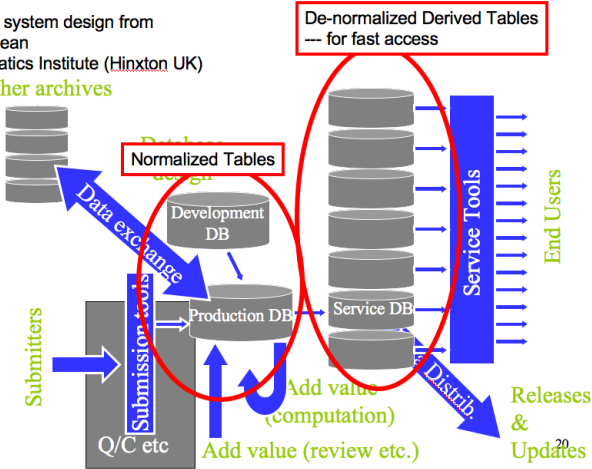 system design from
ean
atics Institute (Hinxton UK)
her archives
De-normalized Derived Tables
--- for fast access
Database
design
Normalized Tables
Data exchange
Development
DB
Submitters
Submission tools
Production DB
Service DB
Service Tools
End Users
Q/C etc
Add value
(computation)
Add value (review etc.)
Distrib.
Releases
&
Updates
20